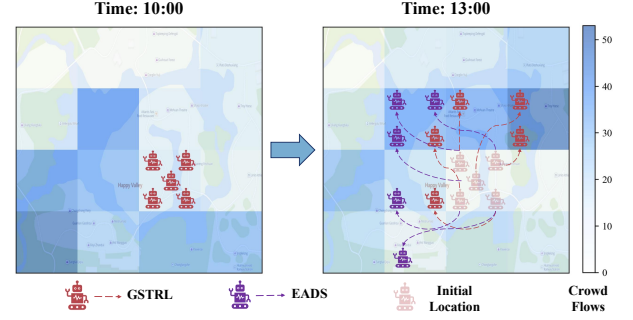 Time: 10:00
Time: 13:00
50
40
30
20
10
0
Happy Valley
Happy Valley
GSTRL
EADS
Initial
Location
Crowd
Flows